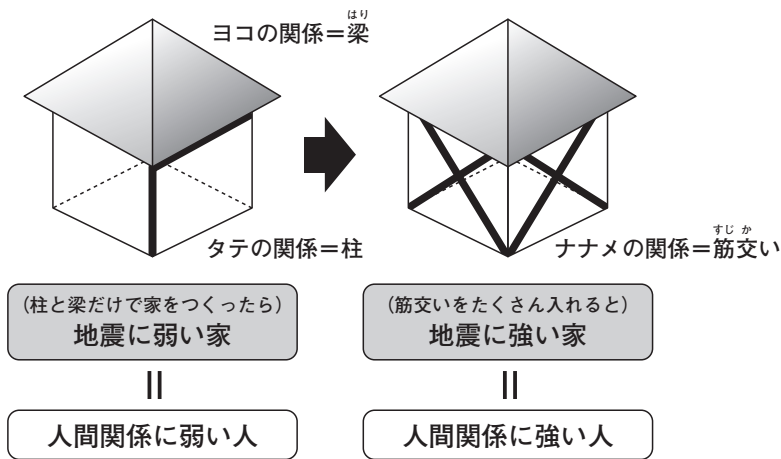 ヨコの関係＝梁
はり
タテの関係＝柱
ナナメの関係＝筋交い
すじか
（柱と梁だけで家をつくったら）
地震に弱い家
人間関係に弱い人
（筋交いをたくさん入れると）
地震に強い家
人間関係に強い人